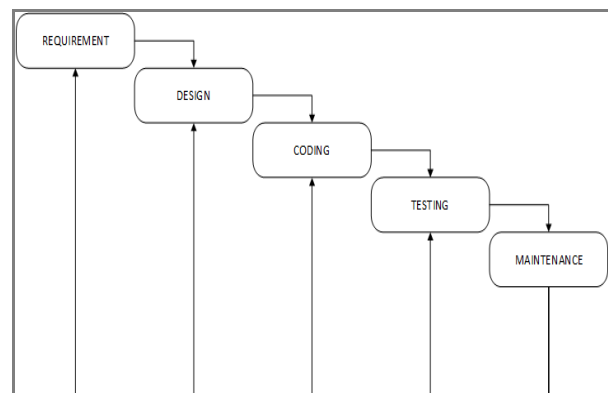 REQUIREMENT
DESIGN
CODING
TESTING
MAINTENANCE